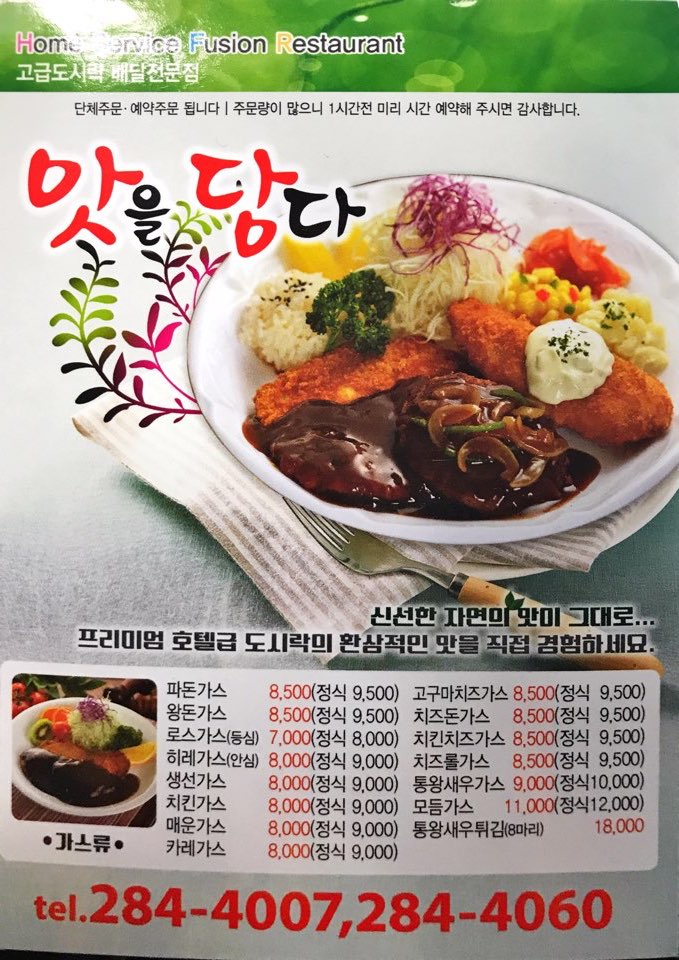 Home Service Fusion Restaurant
고급도시락 배달전문점
단체주문·예약주문 됩니다 | 주문량이 많으니 1시간전 미리 시간 예약해 주시면 감사합니다.
맛을 담다
신선한 자연의 맛이 그대로...
프리미엄 호텔급 도시락의 환상적인 맛을 직접 경험하세요.
파돈가스 8,500(정식 9,500)
왕돈가스 8,500(정식 9,500)
로스가스(등심) 7,000(정식 8,000)
히레가스(안심) 8,000(정식 9,000)
생선가스 8,000(정식 9,000)
치킨가스 8,000(정식 9,000)
매운가스 8,000(정식 9,000)
카레가스 8,000(정식 9,000)
고구마치즈가스 8,500(정식 9,500)
치즈돈가스 8,500(정식 9,500)
치킨치즈가스 8,500(정식 9,500)
치즈롤가스 8,500(정식 9,500)
통왕새우가스 9,000(정식10,000)
모듬가스 11,000(정식12,000)
통왕새우튀김(8마리) 18,000
•가스류•
tel.284-4007,284-4060